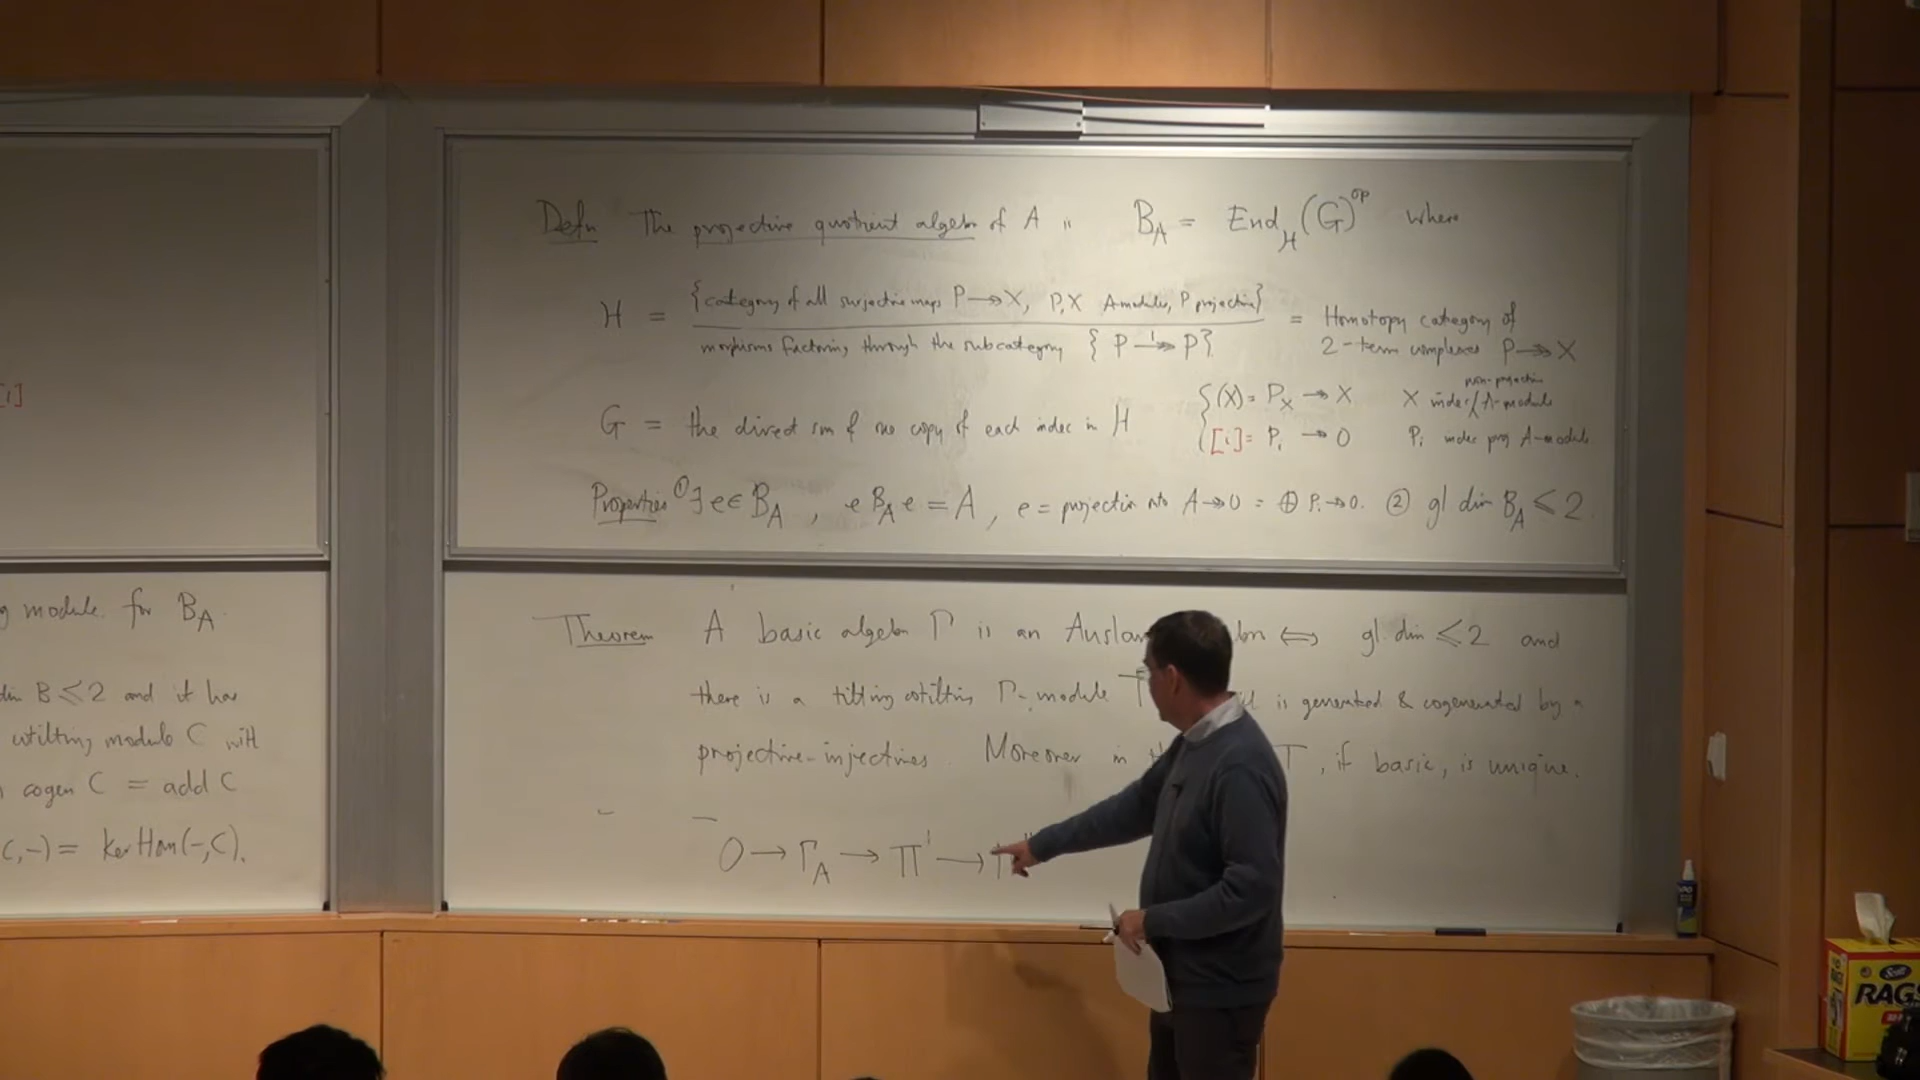 [i]
g module for B_A
dim B ⩽ 2 and it has
cotilting module C with
cogen C = add C
C,-) = Ker Hom(-,C).
Defn The projective quotient algebra of A is B_A = End_H(G)^op where
H = {category of all surjective maps P ↠ X, P,X A-modules, P projective} / morphisms factoring through the subcategory { P -1↠ P} = Homotopy category of 2-term complexes P ↠ X
G = the direct sum of one copy of each indec in H { (X) = P_X → X X non-projective indec A-module
[i] = P_i → 0 P_i indec proj A-module
Properties ① ∃ e ∈ B_A, e B_A e = A, e = projection onto A ↠ 0 = ⊕ P_i → 0. ② gl dim B_A ⩽ 2
Theorem A basic algebra Γ is an ⟺ gl. dim ⩽ 2 and
there is a tilting cotilting Γ-module T is generated & cogenerated by
projective-injectives. Moreover in T, if basic, is unique.
0 → Γ_A → Π' → Π
Scott
RAGS